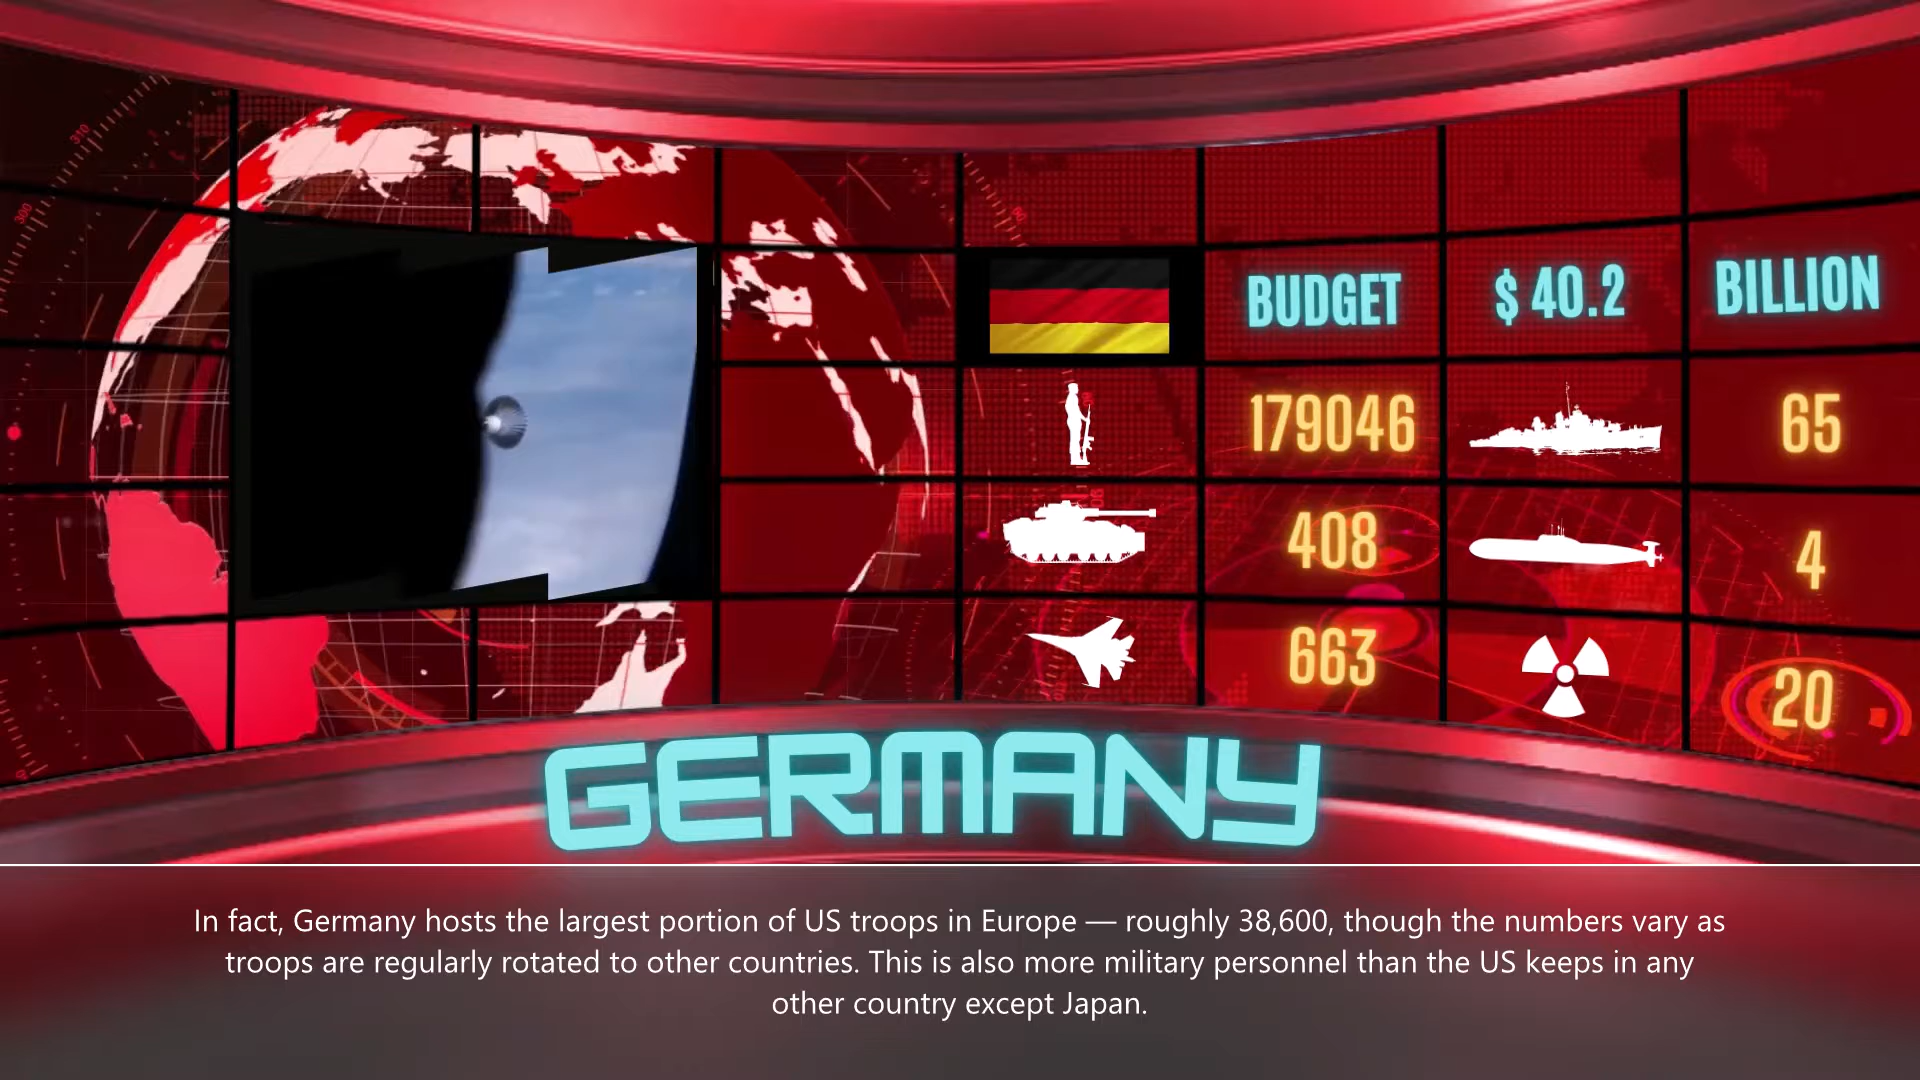 BUDGET $ 40.2 BILLION
179046 65
408 4
663 20
GERMANY
In fact, Germany hosts the largest portion of US troops in Europe — roughly 38,600, though the numbers vary as
troops are regularly rotated to other countries. This is also more military personnel than the US keeps in any
other country except Japan.